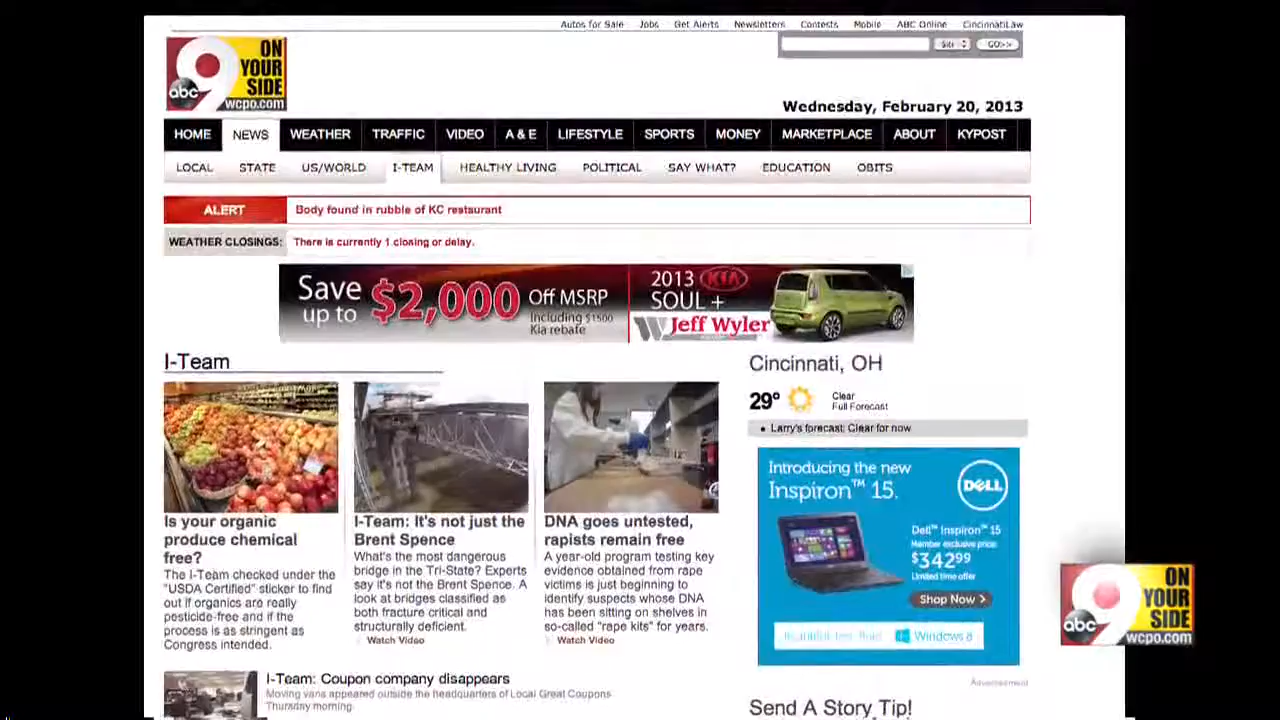 Autos for Sale Jobs Get Alerts Newsletters Contests Mobile ABC Online CincinnatiLaw
Site GO>>
abc 9 ON YOUR SIDE
wcpo.com
Wednesday, February 20, 2013
HOME NEWS WEATHER TRAFFIC VIDEO A & E LIFESTYLE SPORTS MONEY MARKETPLACE ABOUT KYPOST
LOCAL STATE US/WORLD I-TEAM HEALTHY LIVING POLITICAL SAY WHAT? EDUCATION OBITS
ALERT Body found in rubble of KC restaurant
WEATHER CLOSINGS: There is currently 1 closing or delay.
Save up to $2,000 Off MSRP
Including $1500
Kia rebate
2013 KIA
SOUL +
Jeff Wyler
I-Team
Is your organic
produce chemical
free?
The I-Team checked under the
"USDA Certified" sticker to find
out if organics are really
pesticide-free and if the
process is as stringent as
Congress intended.
I-Team: It's not just the
Brent Spence
What's the most dangerous
bridge in the Tri-State? Experts
say it's not the Brent Spence. A
look at bridges classified as
both fracture critical and
structurally deficient.
Watch Video
DNA goes untested,
rapists remain free
A year-old program testing key
evidence obtained from rape
victims is just beginning to
identify suspects whose DNA
has been sitting on shelves in
so-called "rape kits" for years.
Watch Video
I-Team: Coupon company disappears
Moving vans appeared outside the headquarters of Local Great Coupons
Thursday morning.
Cincinnati, OH
29° Clear
Full Forecast
• Larry's forecast: Clear for now
Introducing the new
Inspiron™ 15.
DELL
Dell™ Inspiron™ 15
Member exclusive price:
$342.99
Limited time offer
Shop Now >
Windows 8
Advertisement
Send A Story Tip!
abc 9 ON YOUR SIDE
wcpo.com